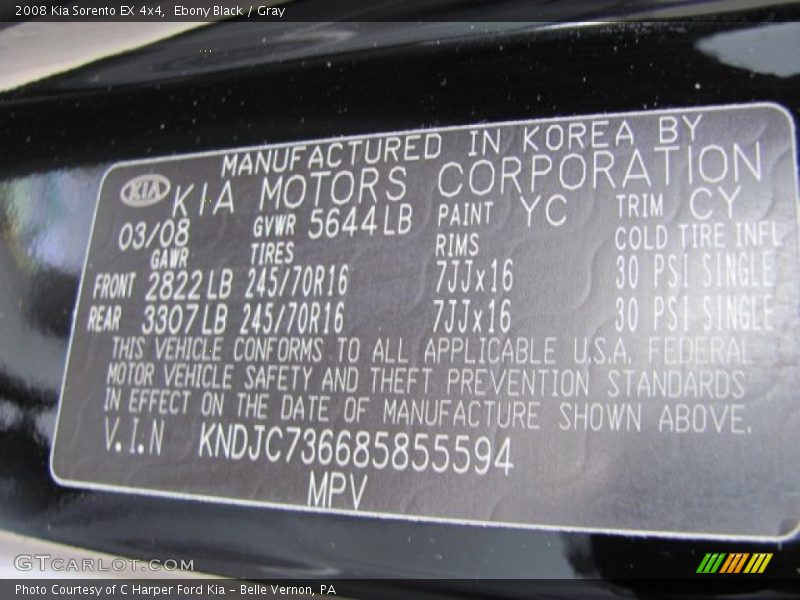 2008 Kia Sorento EX 4x4, Ebony Black / Gray
MANUFACTURED IN KOREA BY
KIA KIA MOTORS CORPORATION
03/08 GVWR 5644LB PAINT YC TRIM CY
GAWR TIRES RIMS COLD TIRE INFL
FRONT 2822LB 245/70R16 7JJx16 30 PSI SINGLE
REAR 3307LB 245/70R16 7JJx16 30 PSI SINGLE
THIS VEHICLE CONFORMS TO ALL APPLICABLE U.S.A. FEDERAL
MOTOR VEHICLE SAFETY AND THEFT PREVENTION STANDARDS
IN EFFECT ON THE DATE OF MANUFACTURE SHOWN ABOVE.
V.I.N KNDJC736685855594
MPV
GTCARLOT.COM
Photo Courtesy of C Harper Ford Kia - Belle Vernon, PA